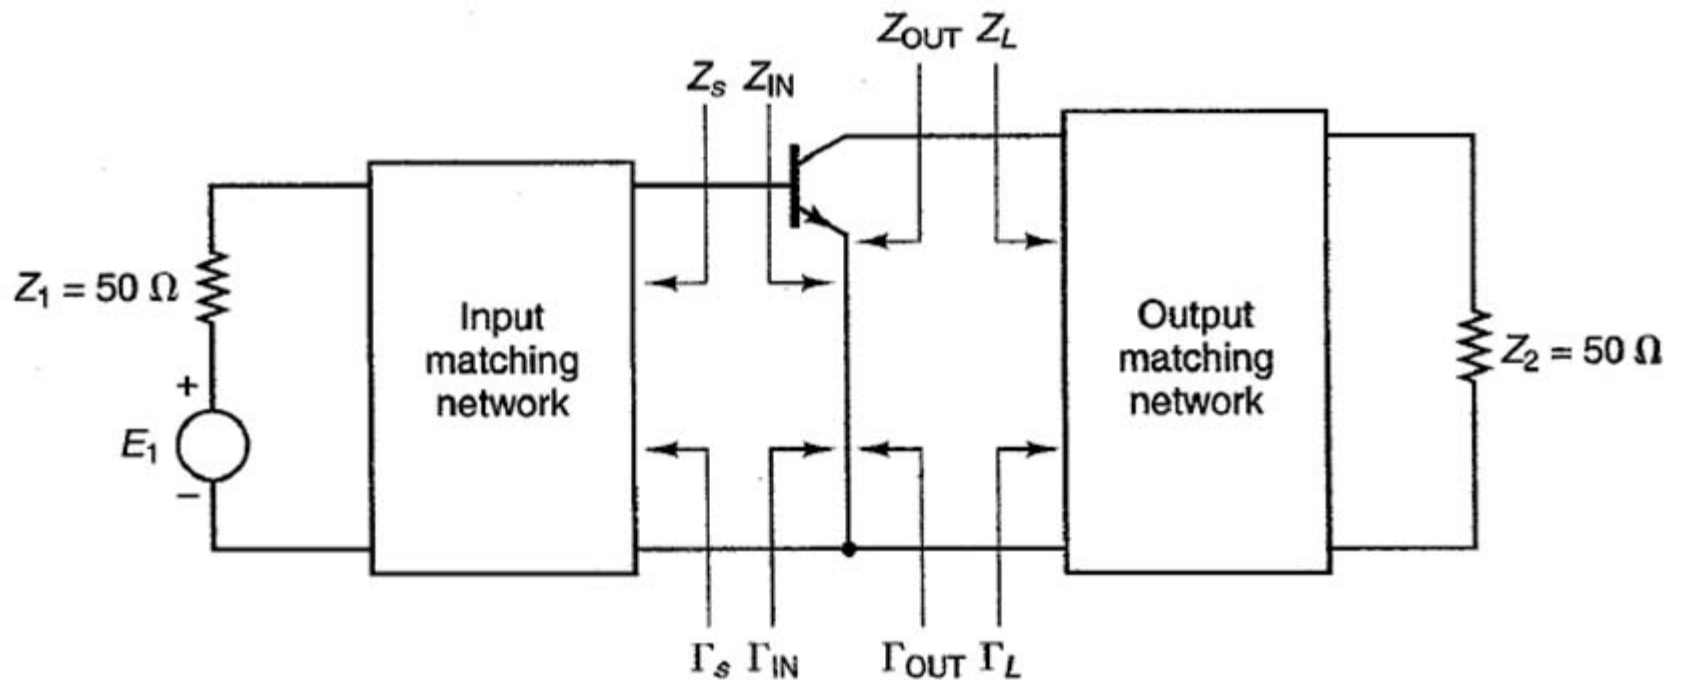 Z_OUT Z_L
Z_s Z_IN
Z_1 = 50 Ω
Input
matching
network
Output
matching
network
Z_2 = 50 Ω
+
E_1
−
Γ_s Γ_IN
Γ_OUT Γ_L